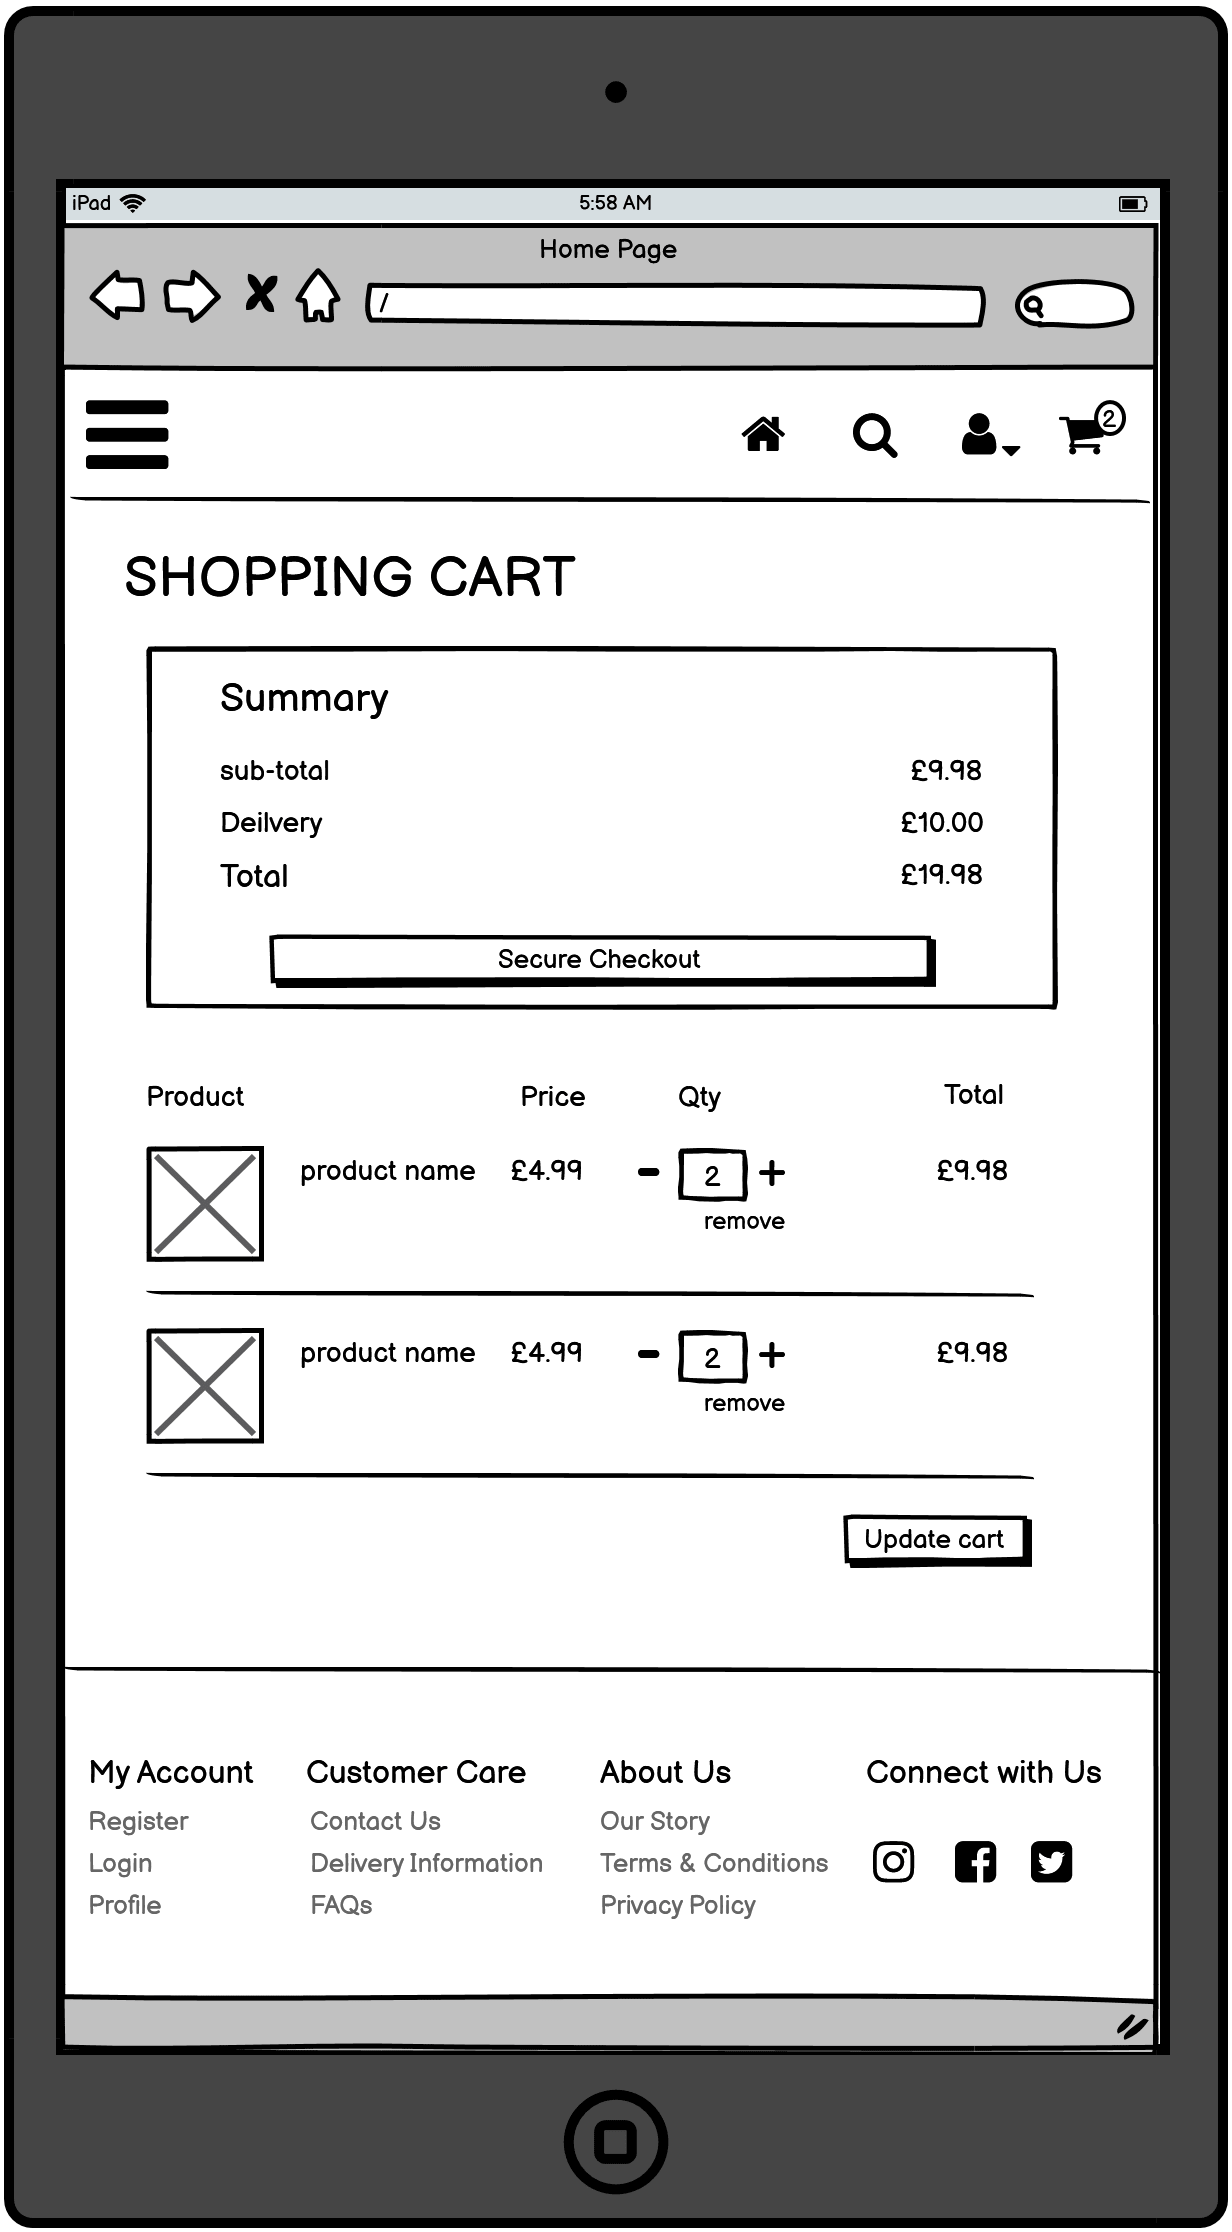 iPad 5:58 AM
Home Page
/
2
SHOPPING CART
Summary
sub-total £9.98
Deilvery £10.00
Total £19.98
Secure Checkout
Product Price Qty Total
product name £4.99 - 2 + £9.98
remove
product name £4.99 - 2 + £9.98
remove
Update cart
My Account Customer Care About Us Connect with Us
Register Contact Us Our Story
Login Delivery Information Terms & Conditions
Profile FAQs Privacy Policy